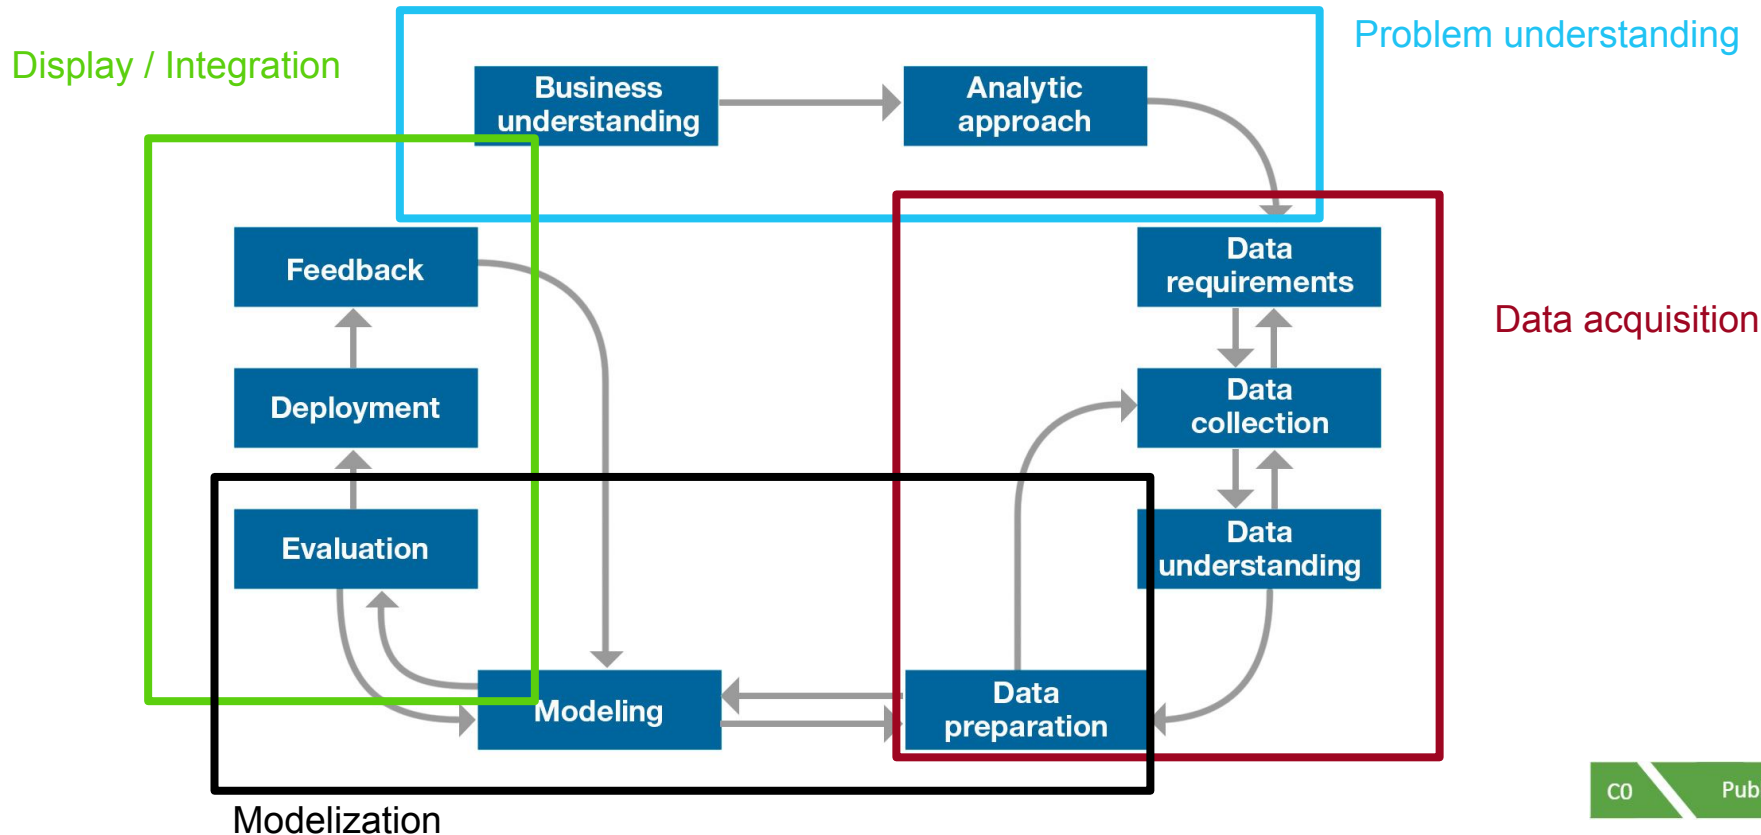 Problem understanding
Display / Integration
Business
understanding
Analytic
approach
Feedback
Data
requirements
Data acquisition
Deployment
Data
collection
Evaluation
Data
understanding
Modeling
Data
preparation
C0
Pub
Modelization